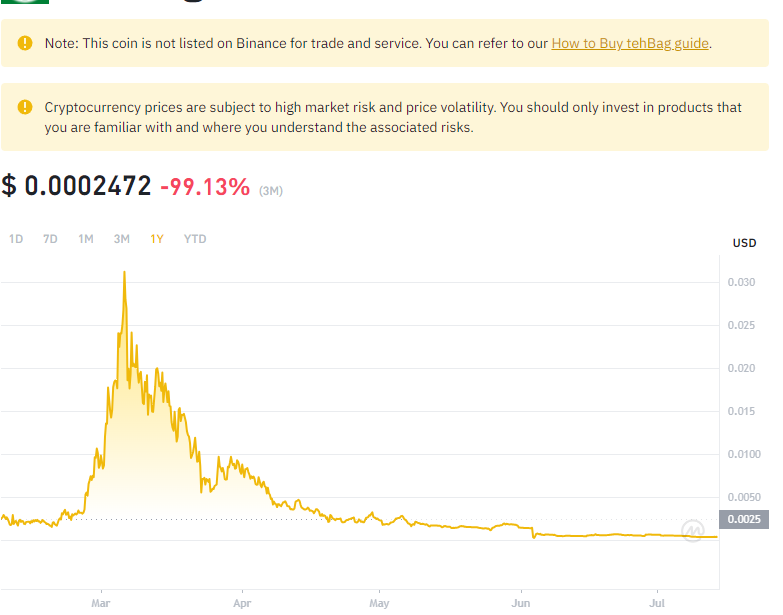 Note: This coin is not listed on Binance for trade and service. You can refer to our How to Buy tehBag guide.
Cryptocurrency prices are subject to high market risk and price volatility. You should only invest in products that
you are familiar with and where you understand the associated risks.
$ 0.0002472 -99.13% (3M)
1D 7D 1M 3M 1Y YTD
USD
0.030
0.025
0.020
0.015
0.0100
0.0050
0.0025
Mar Apr May Jun Jul